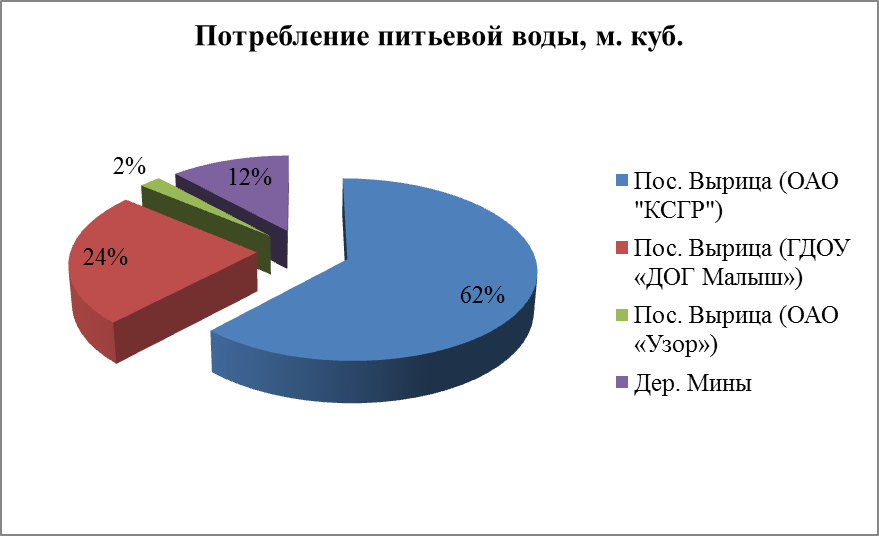 Потребление питьевой воды, м. куб.
2%
12%
24%
62%
Пос. Вырица (ОАО
"КСГР")
Пос. Вырица (ГДОУ
«ДОГ Малыш»)
Пос. Вырица (ОАО
«Узор»)
Дер. Мины